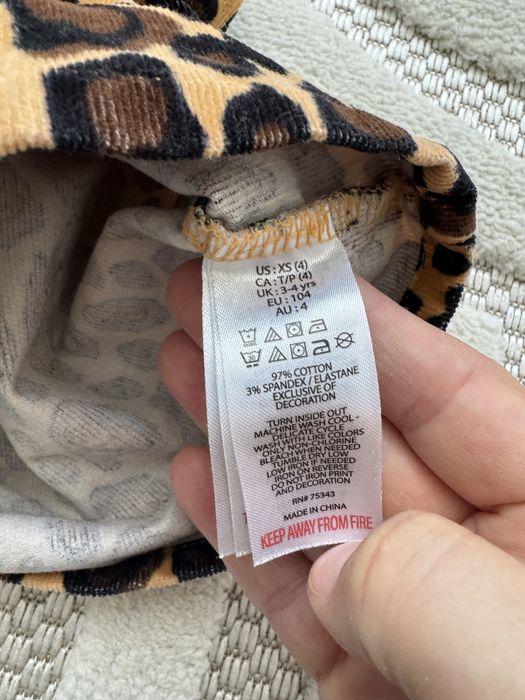 US : XS (4)
CA : T/P (4)
UK : 3-4 yrs
EU : 104
AU : 4
97% COTTON
3% SPANDEX / ELASTANE
EXCLUSIVE OF
DECORATION
TURN INSIDE OUT
MACHINE WASH COOL -
DELICATE CYCLE
WASH WITH LIKE COLORS
ONLY NON-CHLORINE
BLEACH WHEN NEEDED
TUMBLE DRY LOW
LOW IRON IF NEEDED
IRON ON REVERSE
DO NOT IRON PRINT
AND DECORATION
RN# 75343
MADE IN CHINA
KEEP AWAY FROM FIRE